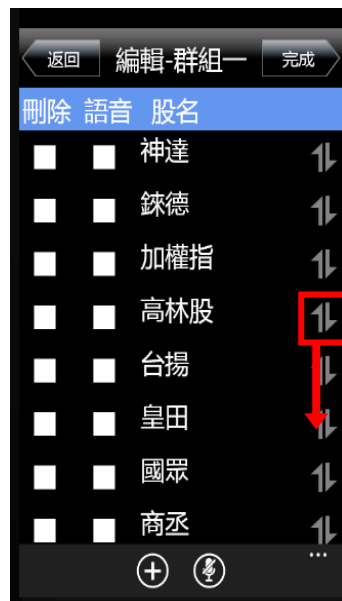 返回 編輯-群組一 完成
刪除 語音 股名
神達
錸德
加權指
高林股
台揚
皇田
國眾
商丞